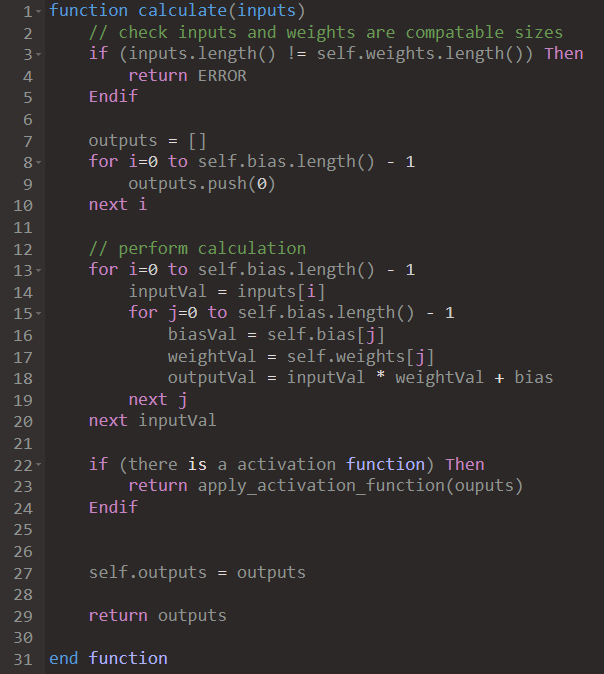 1 function calculate(inputs)
2 // check inputs and weights are compatable sizes
3 if (inputs.length() != self.weights.length()) Then
4 return ERROR
5 Endif
6
7 outputs = []
8 for i=0 to self.bias.length() - 1
9 outputs.push(0)
10 next i
11
12 // perform calculation
13 for i=0 to self.bias.length() - 1
14 inputVal = inputs[i]
15 for j=0 to self.bias.length() - 1
16 biasVal = self.bias[j]
17 weightVal = self.weights[j]
18 outputVal = inputVal * weightVal + bias
19 next j
20 next inputVal
21
22 if (there is a activation function) Then
23 return apply_activation_function(ouputs)
24 Endif
25
26
27 self.outputs = outputs
28
29 return outputs
30
31 end function